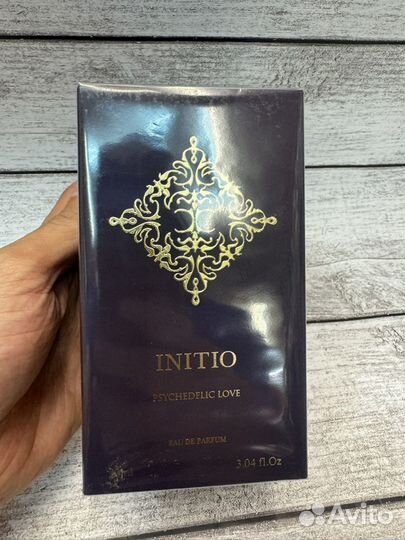 INITIO
PSYCHEDELIC LOVE
EAU DE PARFUM
3.04 fl.Oz
Avito